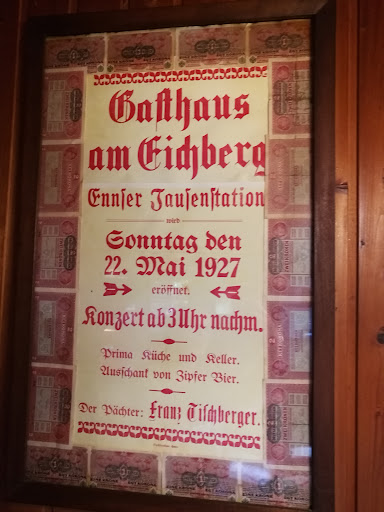 Gasthaus
am Eichberg
Ennser Jausenstation
wird
Sonntag den
22. Mai 1927
eröffnet.
Konzert ab 3 Uhr nachm.
Prima Küche und Keller.
Ausschank von Zipfer Bier.
Der Pächter: Franz Tischberger.